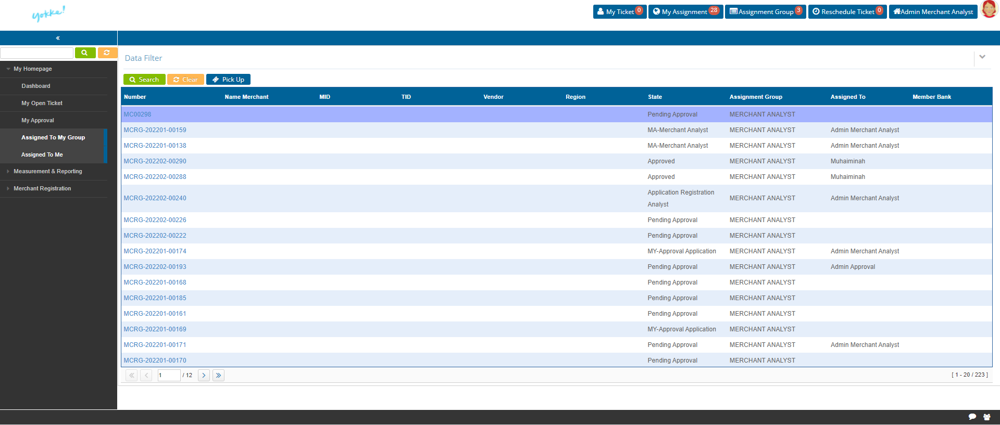 yokke!
My Ticket 0 My Assignment 28 Assignment Group 3 Reschedule Ticket 0 Admin Merchant Analyst
Data Filter
Search Clear Pick Up
My Homepage
Dashboard
My Open Ticket
My Approval
Assigned To My Group
Assigned To Me
Measurement & Reporting
Merchant Registration
Number Name Merchant MID TID Vendor Region State Assignment Group Assigned To Member Bank
MC00298 Pending Approval MERCHANT ANALYST
MCRG-202201-00159 MA-Merchant Analyst MERCHANT ANALYST Admin Merchant Analyst
MCRG-202201-00138 MA-Merchant Analyst MERCHANT ANALYST Admin Merchant Analyst
MCRG-202202-00290 Approved MERCHANT ANALYST Muhaiminah
MCRG-202202-00288 Approved MERCHANT ANALYST Muhaiminah
MCRG-202202-00240 Application Registration Analyst MERCHANT ANALYST Admin Merchant Analyst
MCRG-202202-00226 Pending Approval MERCHANT ANALYST
MCRG-202202-00222 Pending Approval MERCHANT ANALYST
MCRG-202201-00174 MY-Approval Application MERCHANT ANALYST Admin Merchant Analyst
MCRG-202202-00193 Pending Approval MERCHANT ANALYST Admin Approval
MCRG-202201-00168 Pending Approval MERCHANT ANALYST
MCRG-202201-00185 Pending Approval MERCHANT ANALYST
MCRG-202201-00161 Pending Approval MERCHANT ANALYST
MCRG-202201-00169 MY-Approval Application MERCHANT ANALYST
MCRG-202201-00171 Pending Approval MERCHANT ANALYST Admin Merchant Analyst
MCRG-202201-00170 Pending Approval MERCHANT ANALYST
1 / 12 [ 1 - 20 / 223 ]